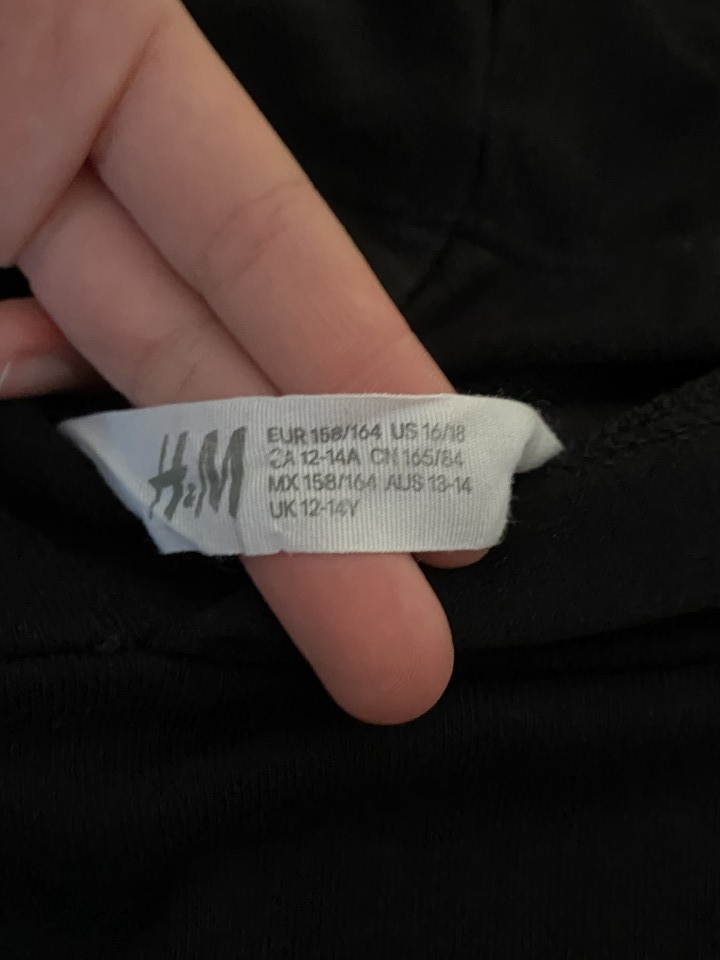 H&M
EUR 158/164 US 16/18
CA 12-14A CN 165/84
MX 158/164 AUS 13-14
UK 12-14Y